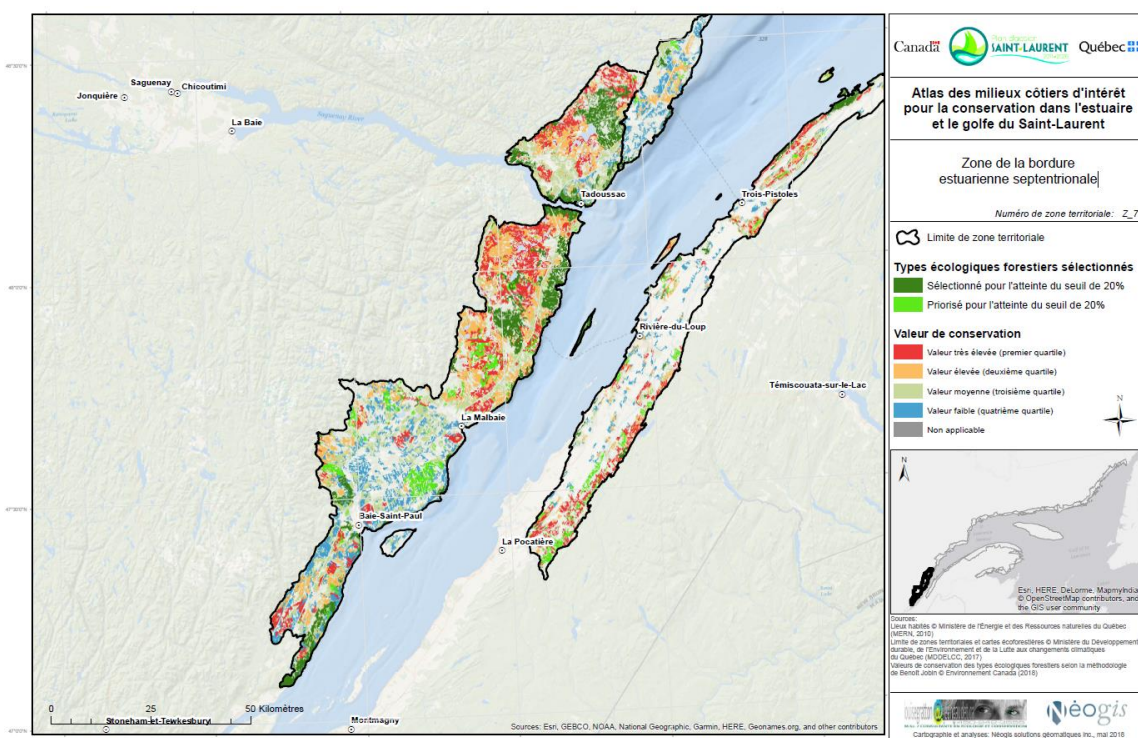 Saguenay
Chicoutimi
Jonquière
La Baie
Saguenay River
Tadoussac
Trois-Pistoles
Rivière-du-Loup
Témiscouata-sur-le-Lac
La Malbaie
Baie-Saint-Paul
La Pocatière
0 25 50 Kilomètres
Stoneham-et-Tewkesbury
Montmagny
Sources: Esri, GEBCO, NOAA, National Geographic, Garmin, HERE, Geonames.org, and other contributors
Canada
SAINT-LAURENT
Québec
Atlas des milieux côtiers d'intérêt
pour la conservation dans l'estuaire
et le golfe du Saint-Laurent
Zone de la bordure
estuarienne septentrionale
Numéro de zone territoriale: Z_7
Limite de zone territoriale
Types écologiques forestiers sélectionnés
Sélectionné pour l'atteinte du seuil de 20%
Priorisé pour l'atteinte du seuil de 20%
Valeur de conservation
Valeur très élevée (premier quartile)
Valeur élevée (deuxième quartile)
Valeur moyenne (troisième quartile)
Valeur faible (quatrième quartile)
Non applicable
N
N
Esri, HERE, DeLorme, MapmyIndia,
© OpenStreetMap contributors, and
the GIS user community
Sources:
Lieux habités © Ministère de l'Énergie et des Ressources naturelles du Québec
(MERN, 2010)
Limite de zones territoriales et cartes écoforestières © Ministère du Développement
durable, de l'Environnement et de la Lutte aux changements climatiques
du Québec (MDDELCC, 2017)
Valeurs de conservation des types écologiques forestiers selon la méthodologie
de Benoît Jobin © Environnement Canada (2018)
Néogis
Cartographie et analyses: Néogis solutions géomatiques inc., mai 2018